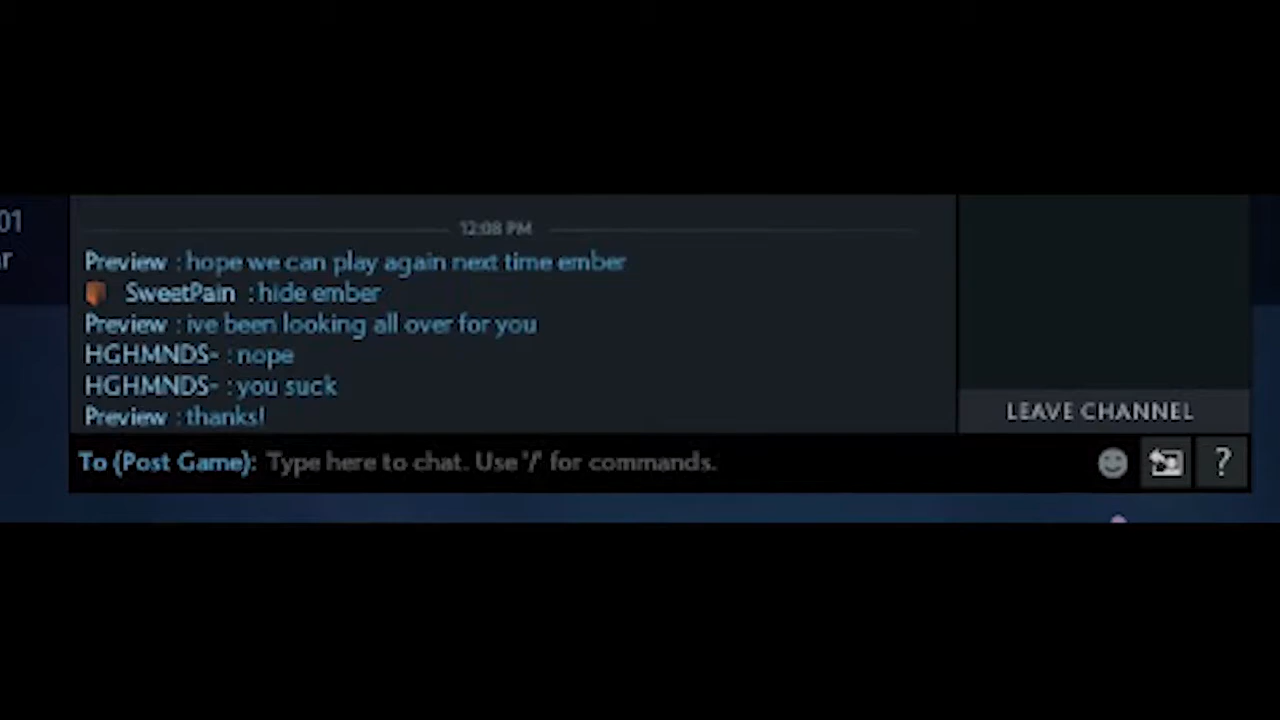 01
ar
12:08 PM
Preview : hope we can play again next time ember
SweetPain : hide ember
Preview : ive been looking all over for you
HGHMNDS- : nope
HGHMNDS- : you suck
Preview : thanks!
LEAVE CHANNEL
To (Post Game): Type here to chat. Use '/' for commands.
?